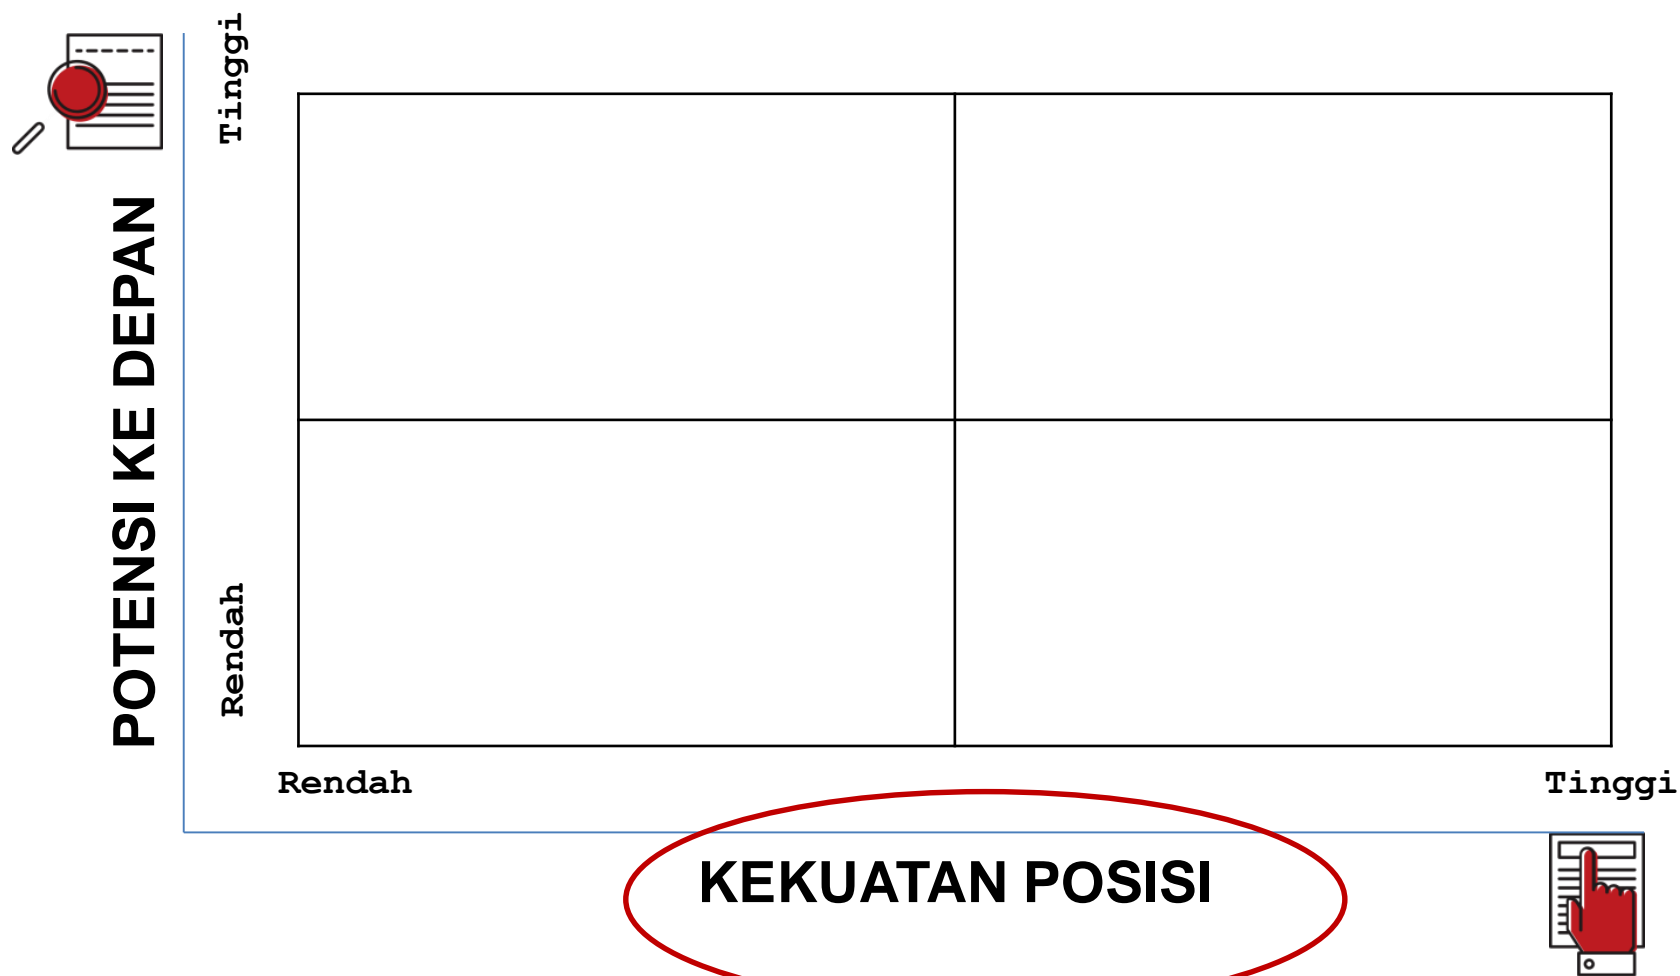 Tinggi
POTENSI KE DEPAN
Rendah
Rendah
Tinggi
KEKUATAN POSISI